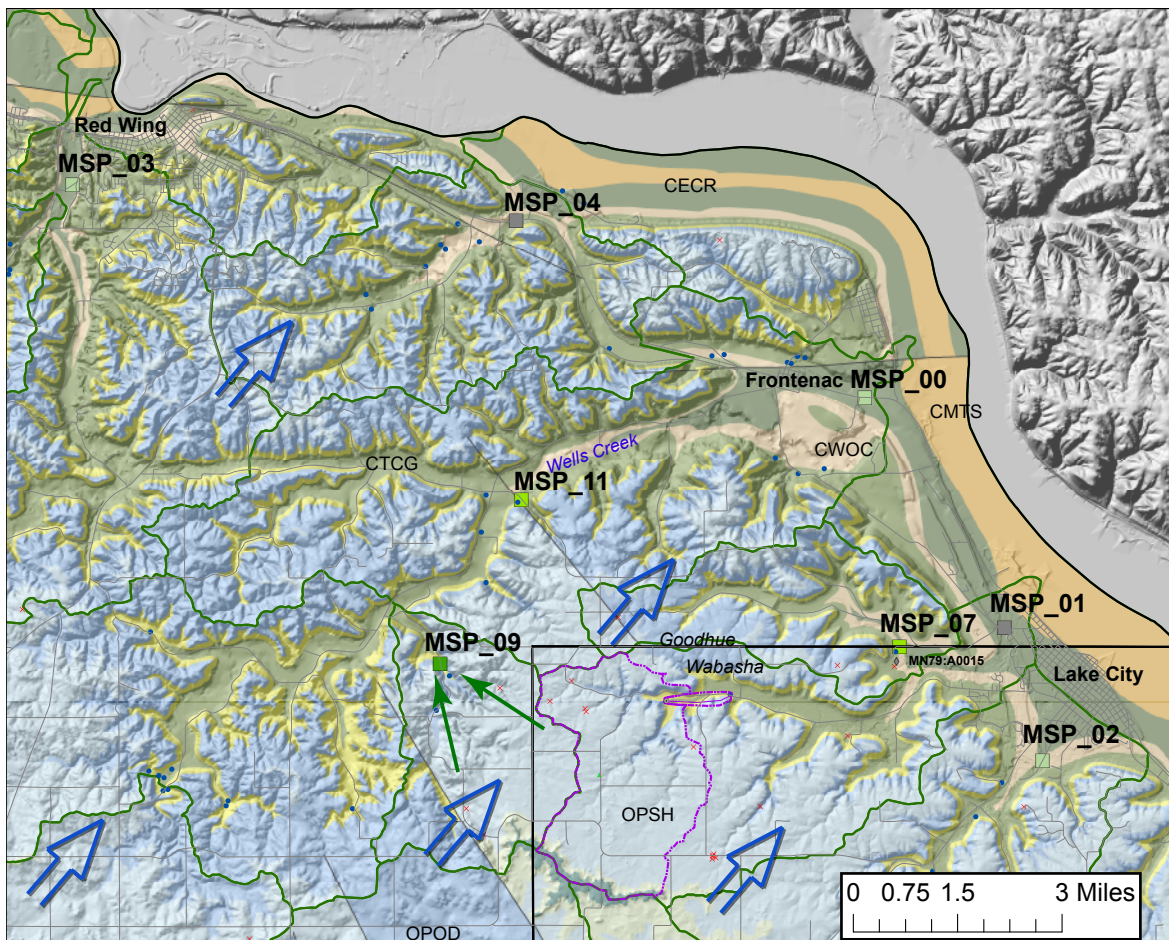 Red Wing
MSP_03
MSP_04
CECR
Frontenac MSP_00
CMTS
CWOC
Wells Creek
CTCG
MSP_11
MSP_01
MSP_07
Goodhue
MSP_09
MN79:A0015
Wabasha
Lake City
MSP_02
OPSH
0 0.75 1.5 3 Miles
OPOD